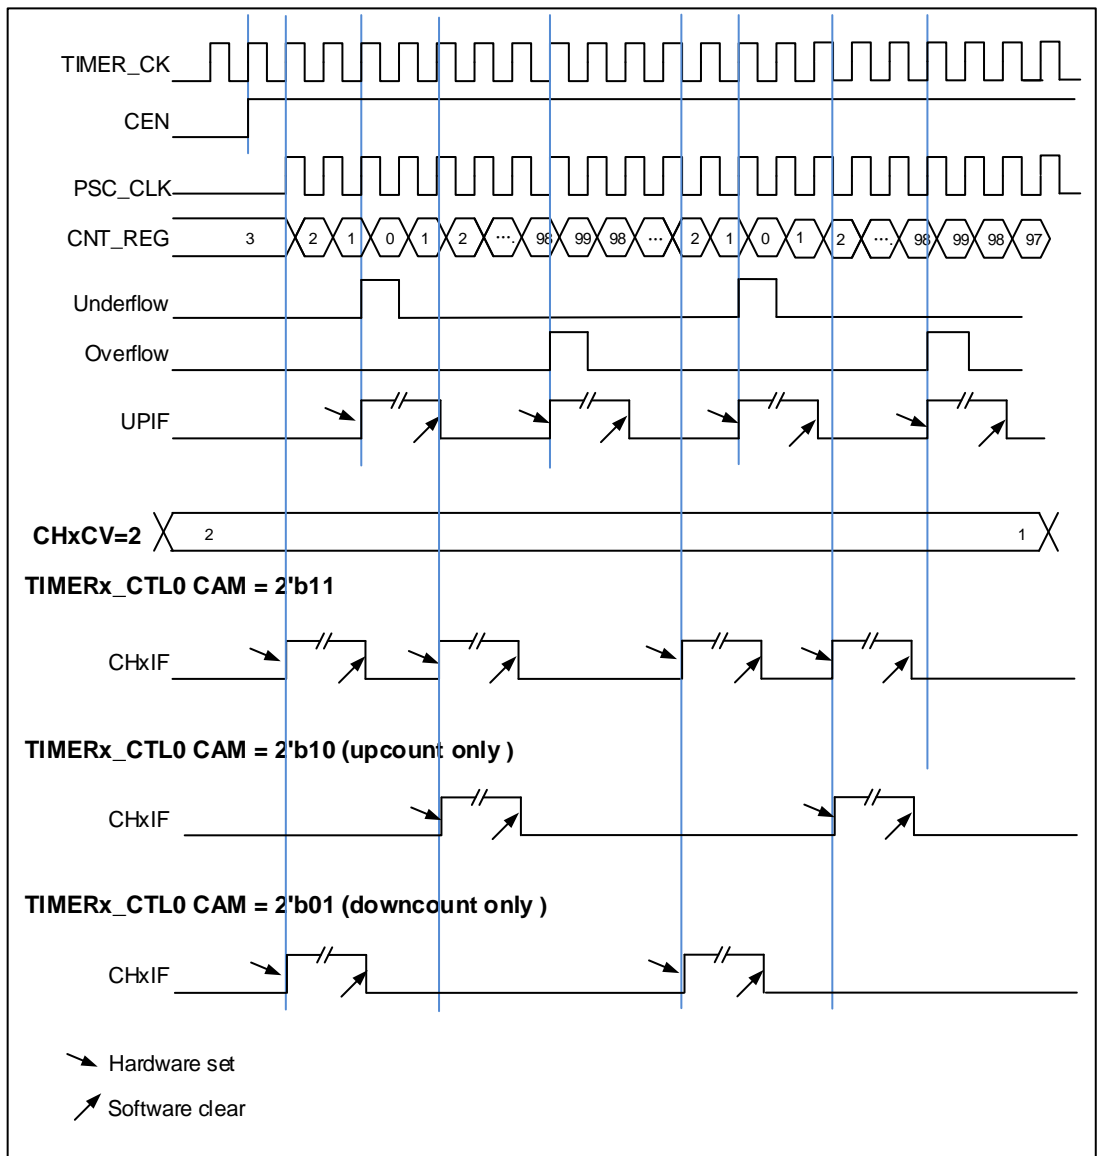 TIMER_CK
CEN
PSC_CLK
CNT_REG 3 2 1 0 1 2 .... 98 99 98 ... 2 1 0 1 2 .... 98 99 98 97
Underflow
Overflow
UPIF
CHxCV=2 2 1
TIMERx_CTL0 CAM = 2'b11
CHxIF
TIMERx_CTL0 CAM = 2'b10 (upcount only )
CHxIF
TIMERx_CTL0 CAM = 2'b01 (downcount only )
CHxIF
Hardware set
Software clear